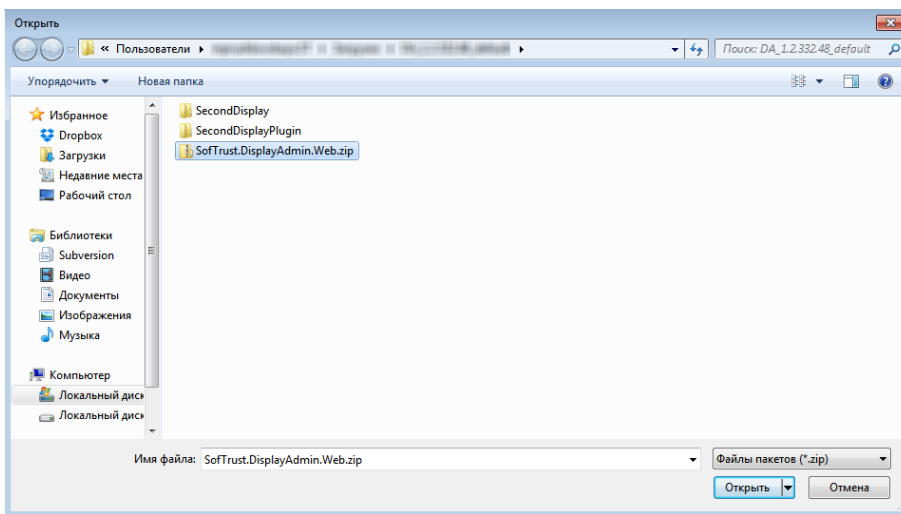 Открыть
« Пользователи
Поиск: DA_1.2.332.48_default
Упорядочить
Новая папка
Избранное
Dropbox
Загрузки
Недавние места
Рабочий стол
Библиотеки
Subversion
Видео
Документы
Изображения
Музыка
Компьютер
Локальный диск
Локальный диск
SecondDisplay
SecondDisplayPlugin
SofTrust.DisplayAdmin.Web.zip
Имя файла: SofTrust.DisplayAdmin.Web.zip
Файлы пакетов (*.zip)
Открыть
Отмена